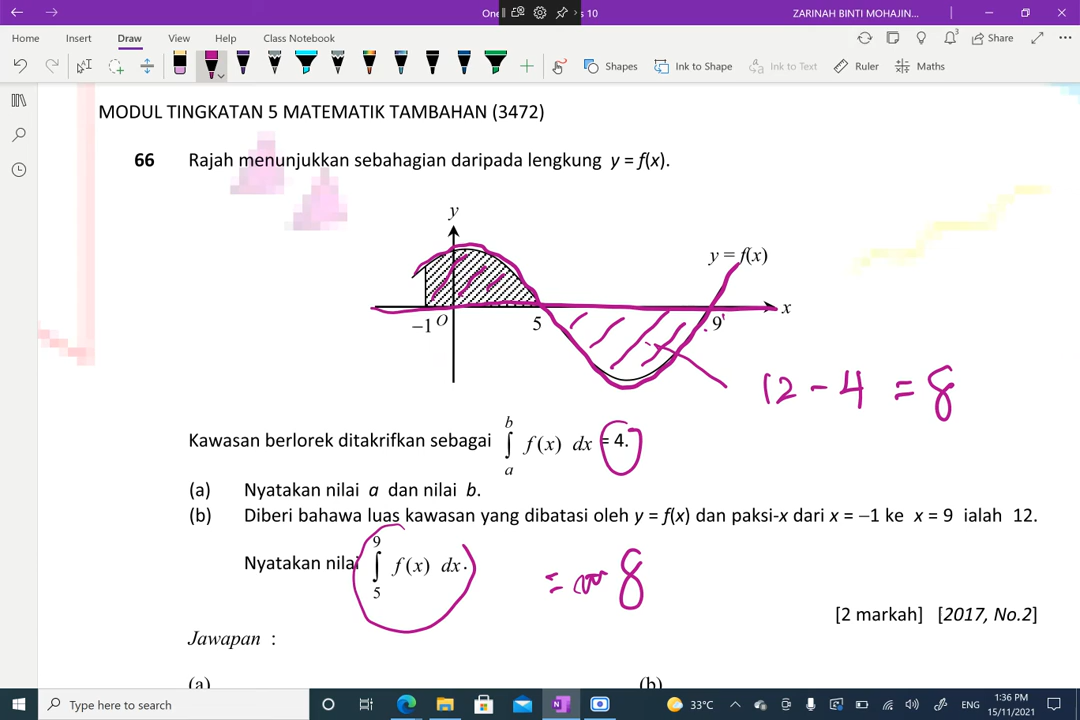 One
s 10
ZARINAH BINTI MOHAJIN...
Home Insert Draw View Help Class Notebook
Share
Shapes Ink to Shape Ink to Text Ruler Maths
MODUL TINGKATAN 5 MATEMATIK TAMBAHAN (3472)
66 Rajah menunjukkan sebahagian daripada lengkung y = f(x).
y
y = f(x)
x
−1 O 5 9
12 − 4 = 8
Kawasan berlorek ditakrifkan sebagai ∫ₐᵇ f(x) dx = 4.
(a) Nyatakan nilai a dan nilai b.
(b) Diberi bahawa luas kawasan yang dibatasi oleh y = f(x) dan paksi-x dari x = −1 ke x = 9 ialah 12.
Nyatakan nilai ∫₅⁹ f(x) dx.
= 8
[2 markah] [2017, No.2]
Jawapan :
(a) (b)
Type here to search
33°C
ENG
1:36 PM
15/11/2021